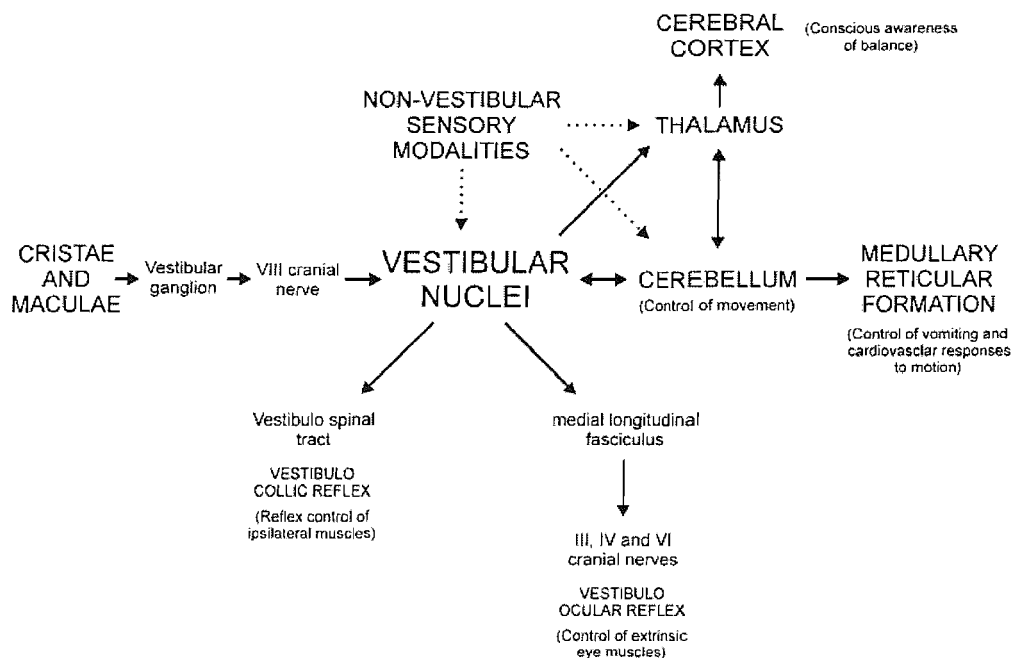 CEREBRAL
CORTEX
(Conscious awareness
of balance)
NON-VESTIBULAR
SENSORY
MODALITIES
THALAMUS
CRISTAE
AND
MACULAE
Vestibular
ganglion
VIII cranial
nerve
VESTIBULAR
NUCLEI
CEREBELLUM
(Control of movement)
MEDULLARY
RETICULAR
FORMATION
(Control of vomiting and
cardiovasclar responses
to motion)
Vestibulo spinal
tract
VESTIBULO
COLLIC REFLEX
(Reflex control of
ipsilateral muscles)
medial longitudinal
fasciculus
III, IV and VI
cranial nerves
VESTIBULO
OCULAR REFLEX
(Control of extrinsic
eye muscles)